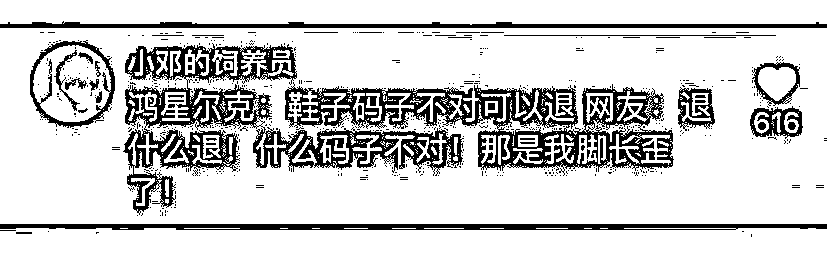 小邓的饲养员
鸿星尔克：鞋子码子不对可以退 网友：退
什么退！什么码子不对！那是我脚长歪
了！
616